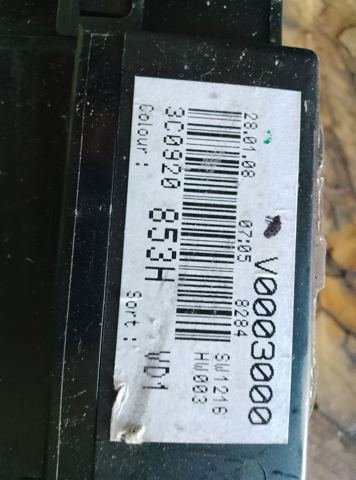 V0003000
28.01.08 07:05 8284
SW1216
HW003
3C0920 853H VD1
Colour: Sort: